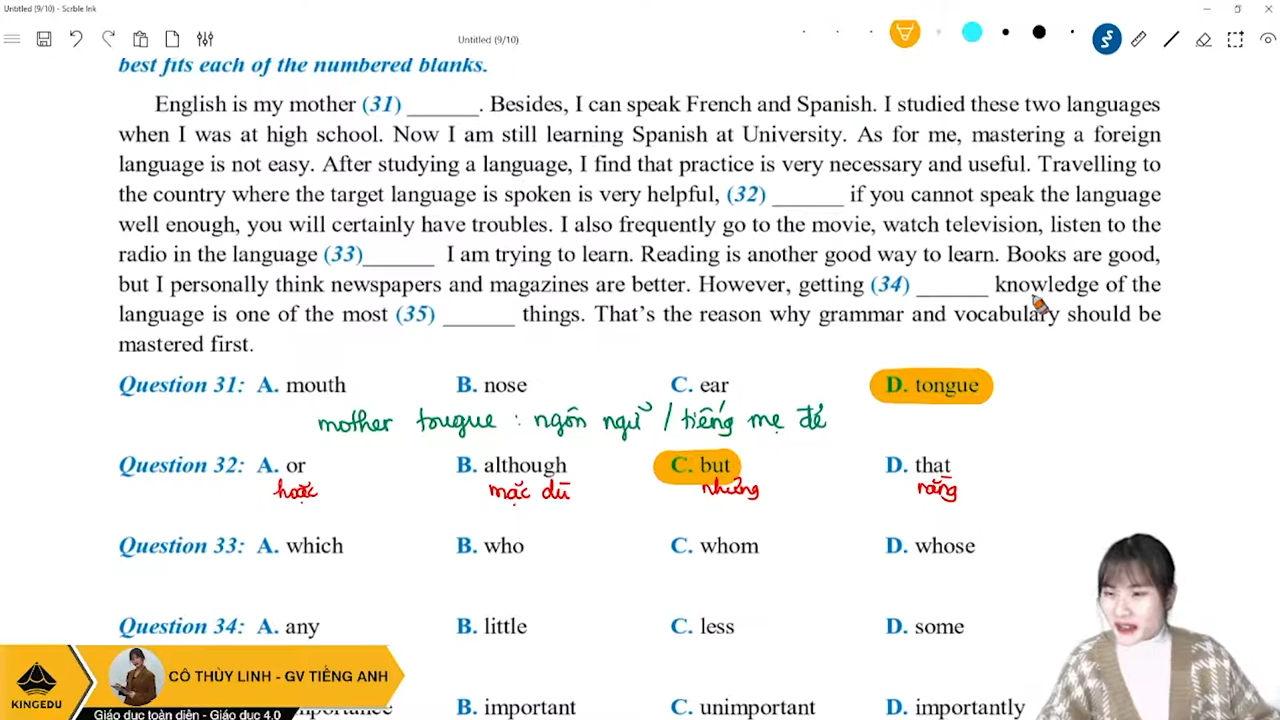 Untitled (9/10) - Scrble Ink
Untitled (9/10)
best fits each of the numbered blanks.
English is my mother (31) ______. Besides, I can speak French and Spanish. I studied these two languages
when I was at high school. Now I am still learning Spanish at University. As for me, mastering a foreign
language is not easy. After studying a language, I find that practice is very necessary and useful. Travelling to
the country where the target language is spoken is very helpful, (32) ______ if you cannot speak the language
well enough, you will certainly have troubles. I also frequently go to the movie, watch television, listen to the
radio in the language (33)______ I am trying to learn. Reading is another good way to learn. Books are good,
but I personally think newspapers and magazines are better. However, getting (34) ______ knowledge of the
language is one of the most (35) ______ things. That's the reason why grammar and vocabulary should be
mastered first.
Question 31: A. mouth B. nose C. ear D. tongue
mother tongue : ngôn ngữ / tiếng mẹ đẻ
Question 32: A. or B. although C. but D. that
hoặc mặc dù nhưng rằng
Question 33: A. which B. who C. whom D. whose
Question 34: A. any B. little C. less D. some
CÔ THÙY LINH - GV TIẾNG ANH
KINGEDU
B. important C. unimportant D. importantly
Giáo dục toàn diện - Giáo dục 4.0